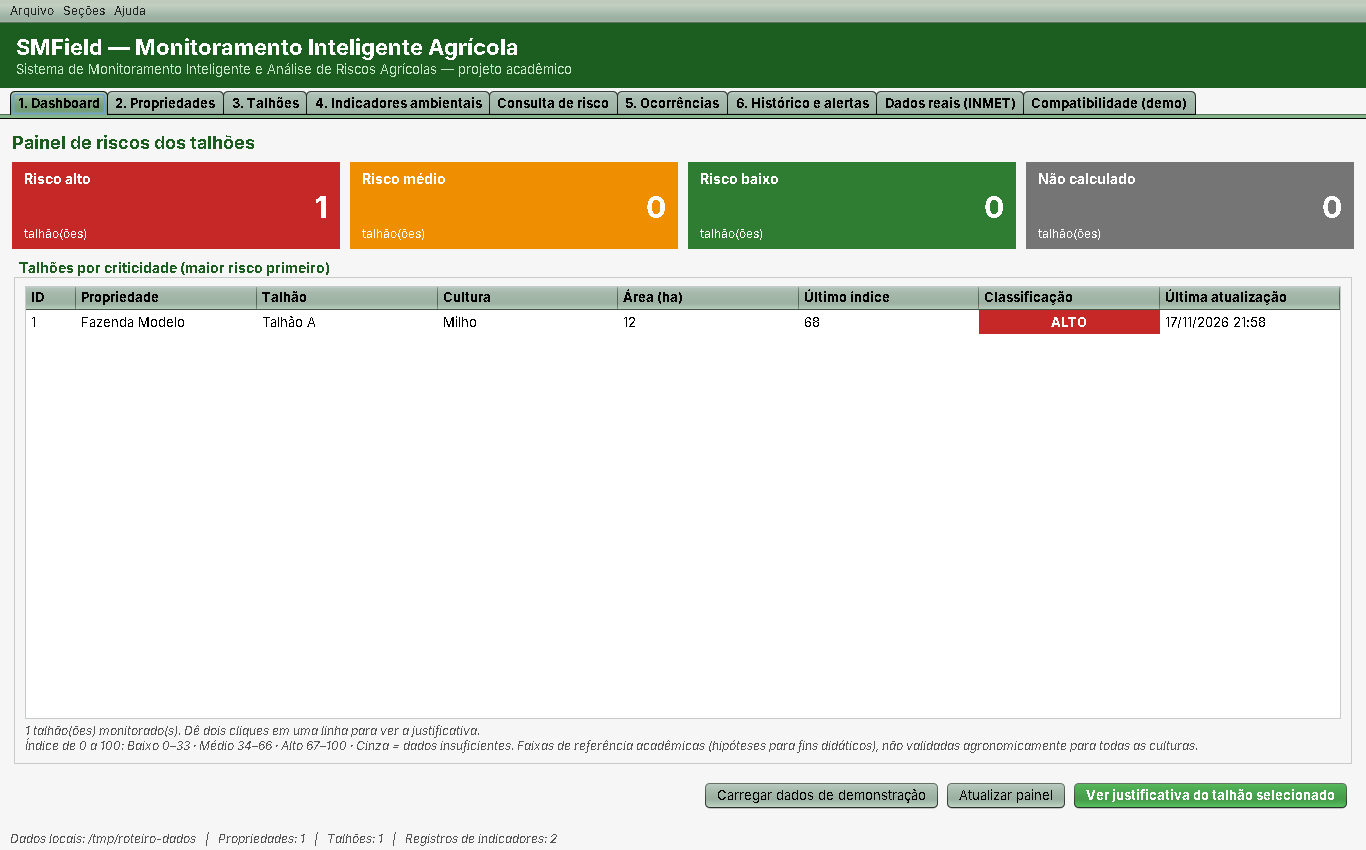 Arquivo Seções Ajuda
SMField — Monitoramento Inteligente Agrícola
Sistema de Monitoramento Inteligente e Análise de Riscos Agrícolas — projeto acadêmico
1. Dashboard 2. Propriedades 3. Talhões 4. Indicadores ambientais Consulta de risco 5. Ocorrências 6. Histórico e alertas Dados reais (INMET) Compatibilidade (demo)
Painel de riscos dos talhões
Risco alto Risco médio Risco baixo Não calculado
1 0 0 0
talhão(ões) talhão(ões) talhão(ões) talhão(ões)
Talhões por criticidade (maior risco primeiro)
ID Propriedade Talhão Cultura Área (ha) Último índice Classificação Última atualização
1 Fazenda Modelo Talhão A Milho 12 68 ALTO 17/11/2026 21:58
1 talhão(ões) monitorado(s). Dê dois cliques em uma linha para ver a justificativa.
Índice de 0 a 100: Baixo 0–33 · Médio 34–66 · Alto 67–100 · Cinza = dados insuficientes. Faixas de referência acadêmicas (hipóteses para fins didáticos), não validadas agronomicamente para todas as culturas.
Carregar dados de demonstração Atualizar painel Ver justificativa do talhão selecionado
Dados locais: /tmp/roteiro-dados | Propriedades: 1 | Talhões: 1 | Registros de indicadores: 2